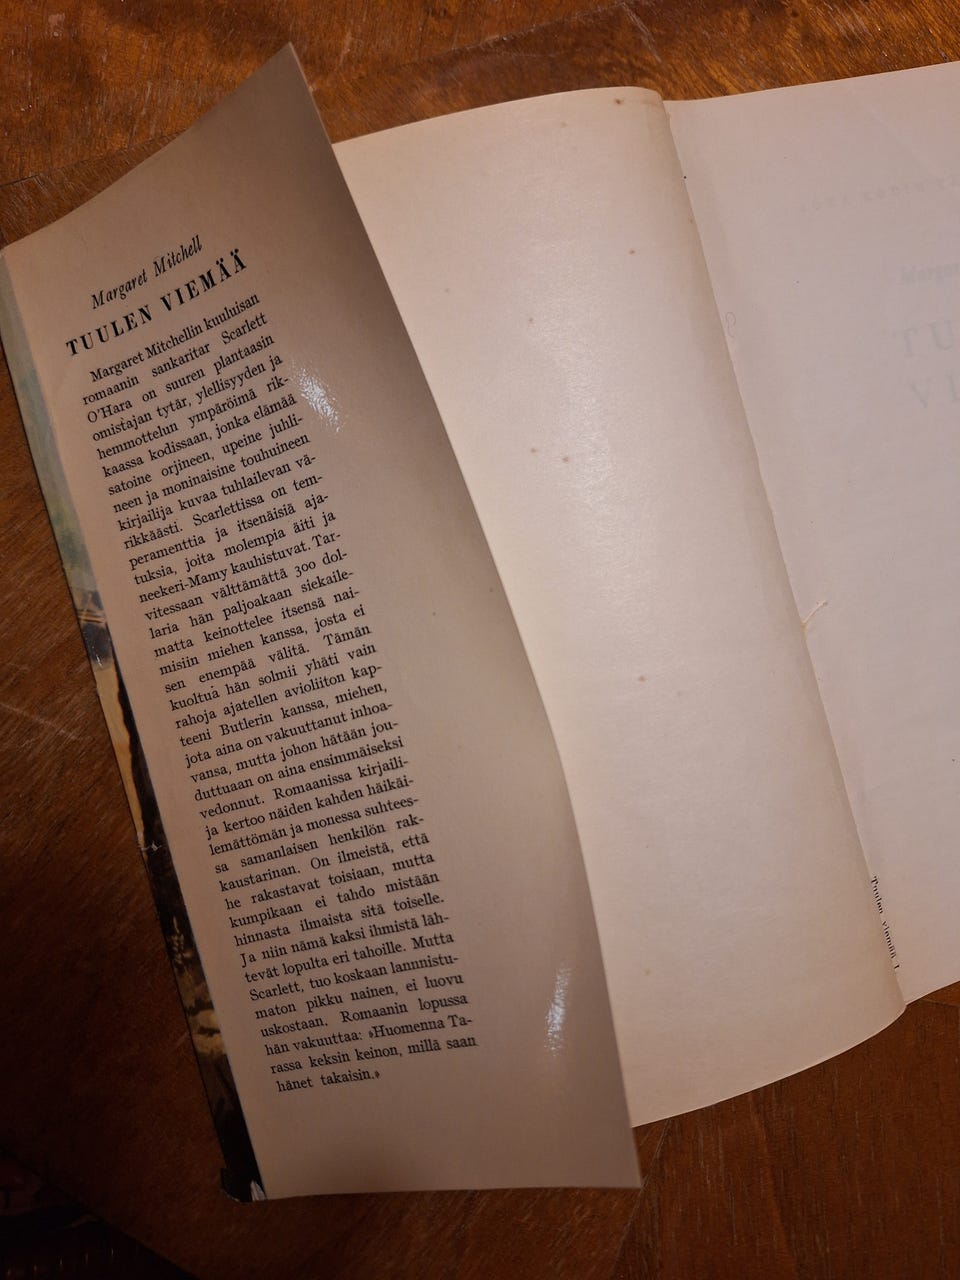 Margaret Mitchell
TUULEN VIEMÄÄ
Margaret Mitchellin kuuluisan
romaanin sankaritar Scarlett
O'Hara on suuren plantaasin
omistajan tytär, ylellisyyden ja
hemmottelun ympäröimä rik-
kaassa kodissaan, jonka elämää
satoine orjineen, upeine juhli-
neen ja moninaisine touhuineen
kirjailija kuvaa tuhlailevan vä-
rikkäästi. Scarlettissa on tem-
peramenttia ja itsenäisiä aja-
tuksia, joita molempia äiti ja
neekeri-Mamy kauhistuvat. Tar-
vitessaan välttämättä 300 dol-
laria hän paljoakaan siekaile-
matta keinottelee itsensä nai-
misiin miehen kanssa, josta ei
sen enempää välitä. Tämän
kuoltua hän solmii yhäti vain
rahoja ajatellen avioliiton kap-
teeni Butlerin kanssa, miehen,
jota aina on vakuuttanut inhoa-
vansa, mutta johon hätään jou-
duttuaan on aina ensimmäiseksi
vedonnut. Romaanissa kirjaili-
ja kertoo näiden kahden häikäi-
lemättömän ja monessa suhtees-
sa samanlaisen henkilön rak-
kaustarinan. On ilmeistä, että
he rakastavat toisiaan, mutta
kumpikaan ei tahdo mistään
hinnasta ilmaista sitä toiselle.
Ja niin nämä kaksi ihmistä läh-
tevät lopulta eri tahoille. Mutta
Scarlett, tuo koskaan lannnistu-
maton pikku nainen, ei luovu
uskostaan. Romaanin lopussa
hän vakuuttaa: »Huomenna Ta-
rassa keksin keinon, millä saan
hänet takaisin.»
Tuulen viemää I